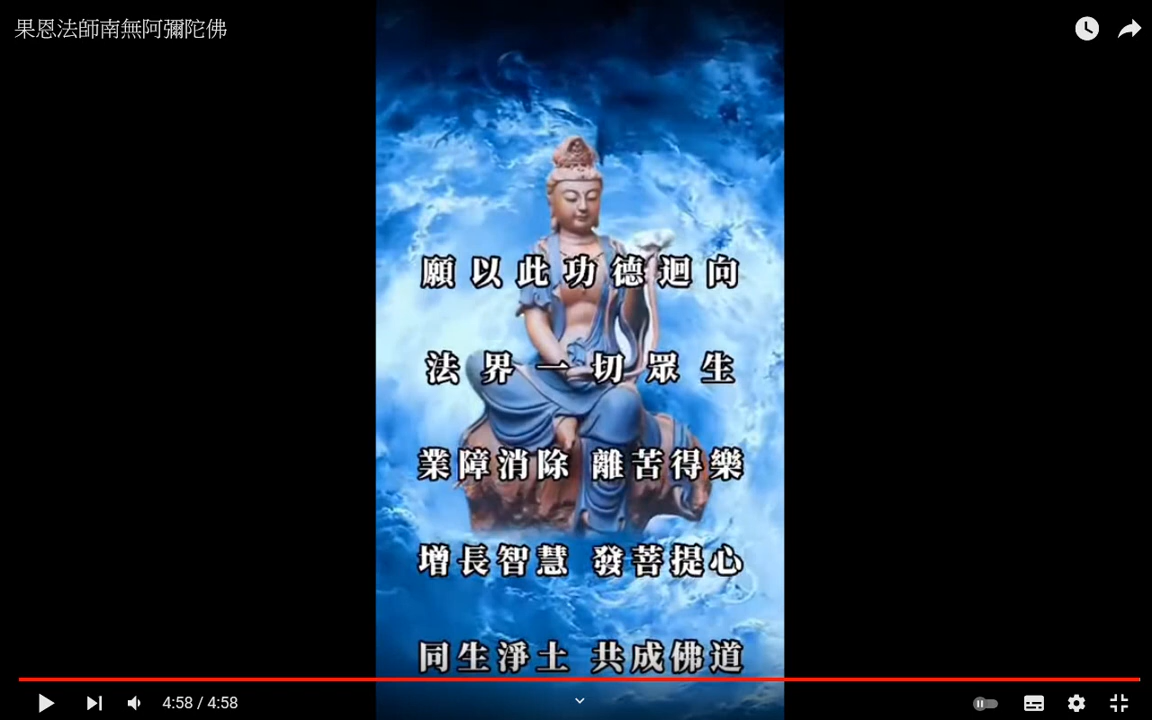 果恩法師南無阿彌陀佛
願以此功德迴向
法界一切眾生
業障消除 離苦得樂
增長智慧 發菩提心
同生淨土 共成佛道
4:58 / 4:58